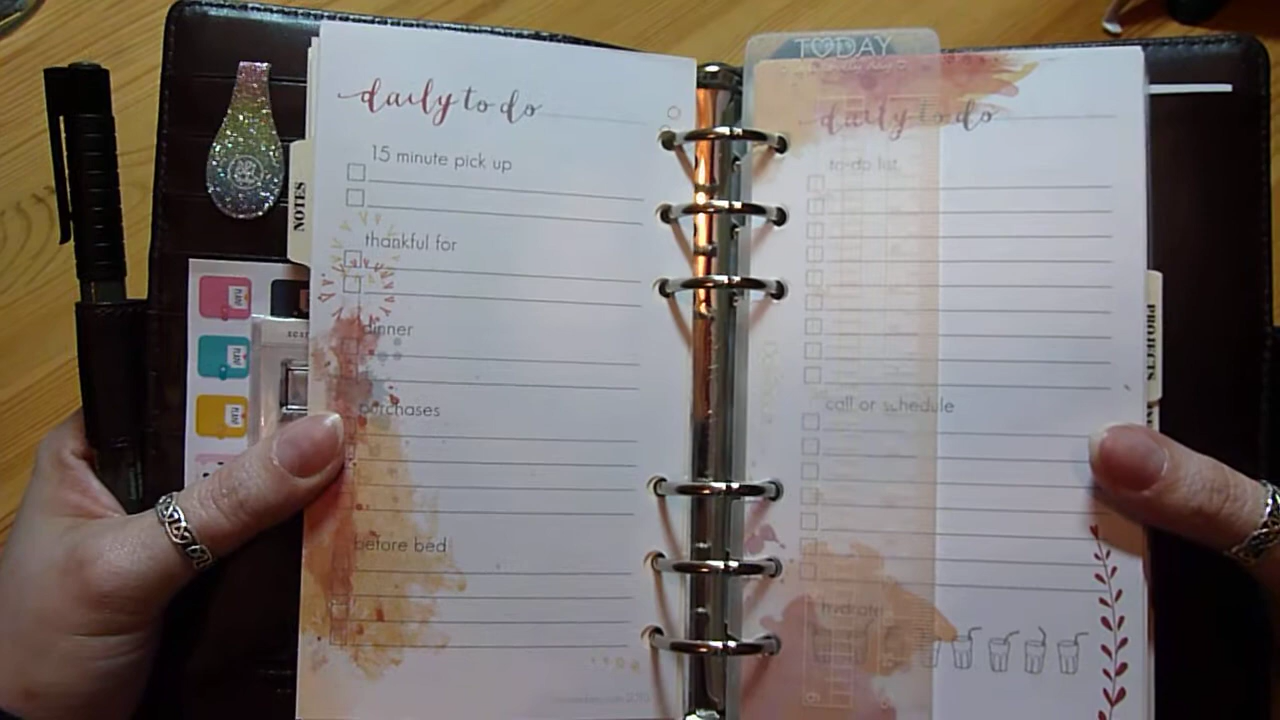 daily to do
15 minute pick up
thankful for
dinner
purchases
before bed
NOTES
TODAY
daily to do
to-do list
call or schedule
hydrate
PROJECTS